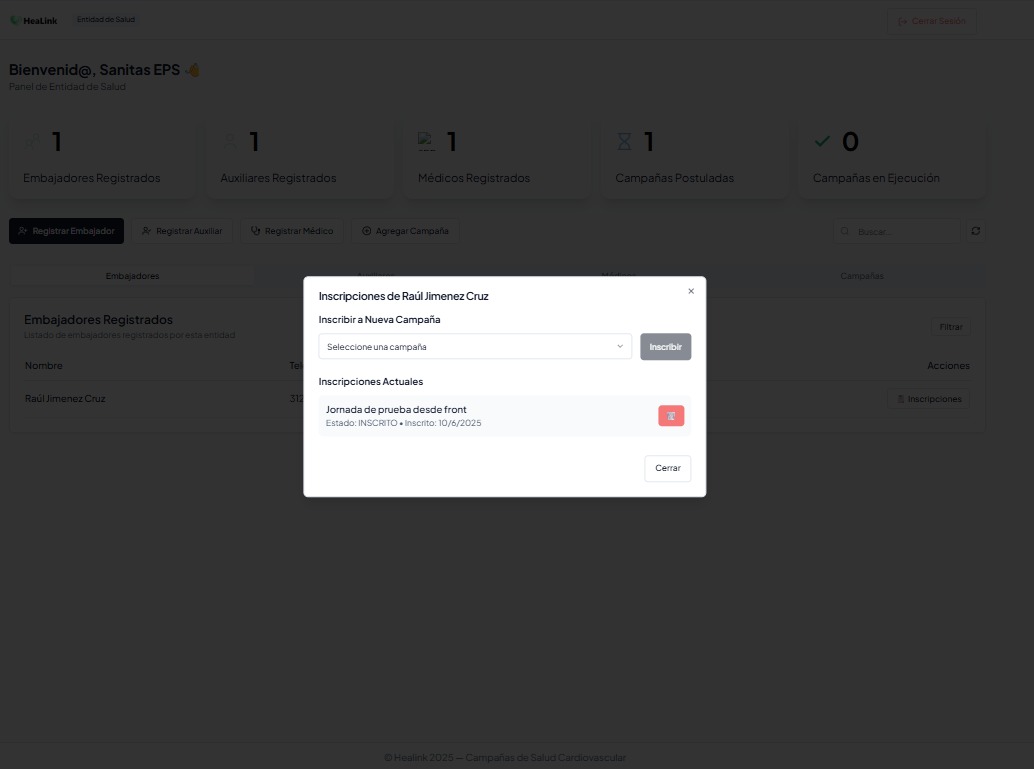 HeaLink
Entidad de Salud
Cerrar Sesión
Bienvenid@, Sanitas EPS 👋
Panel de Entidad de Salud
1
Embajadores Registrados
1
Auxiliares Registrados
1
Médicos Registrados
1
Campañas Postuladas
0
Campañas en Ejecución
Registrar Embajador
Registrar Auxiliar
Registrar Médico
Agregar Campaña
Buscar...
Embajadores
Auxiliares
Médicos
Campañas
Embajadores Registrados
Listado de embajadores registrados por esta entidad
Filtrar
Nombre
Acciones
Raúl Jimenez Cruz
312
Inscripciones
Inscripciones de Raúl Jimenez Cruz
Inscribir a Nueva Campaña
Seleccione una campaña
Inscribir
Inscripciones Actuales
Jornada de prueba desde front
Estado: INSCRITO • Inscrito: 10/6/2025
Cerrar
© Healink 2025 — Campañas de Salud Cardiovascular